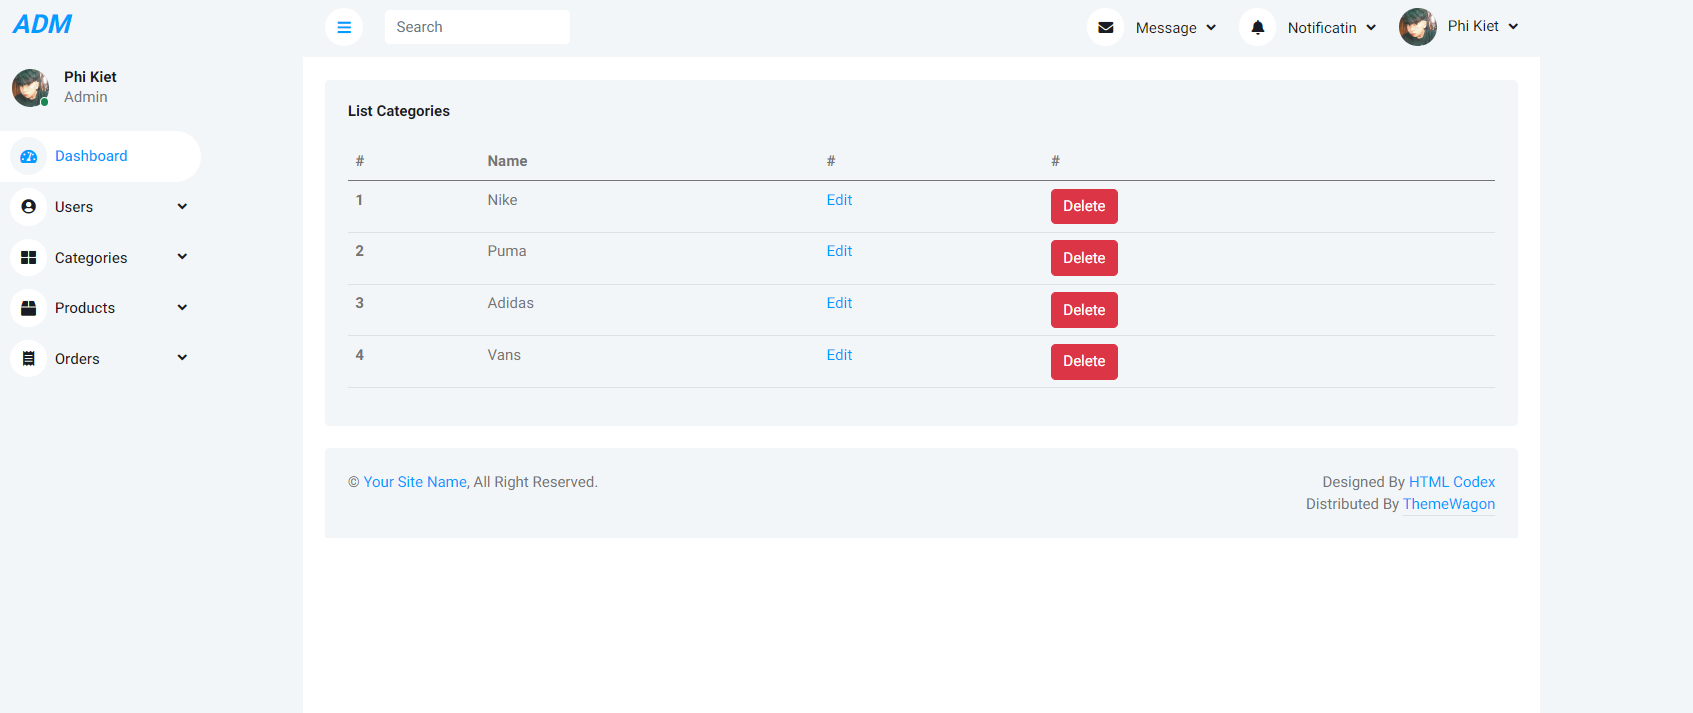 ADM
Search
Message
Notificatin
Phi Kiet
Phi Kiet
Admin
Dashboard
Users
Categories
Products
Orders
List Categories
# Name # #
1 Nike Edit Delete
2 Puma Edit Delete
3 Adidas Edit Delete
4 Vans Edit Delete
© Your Site Name, All Right Reserved.
Designed By HTML Codex
Distributed By ThemeWagon